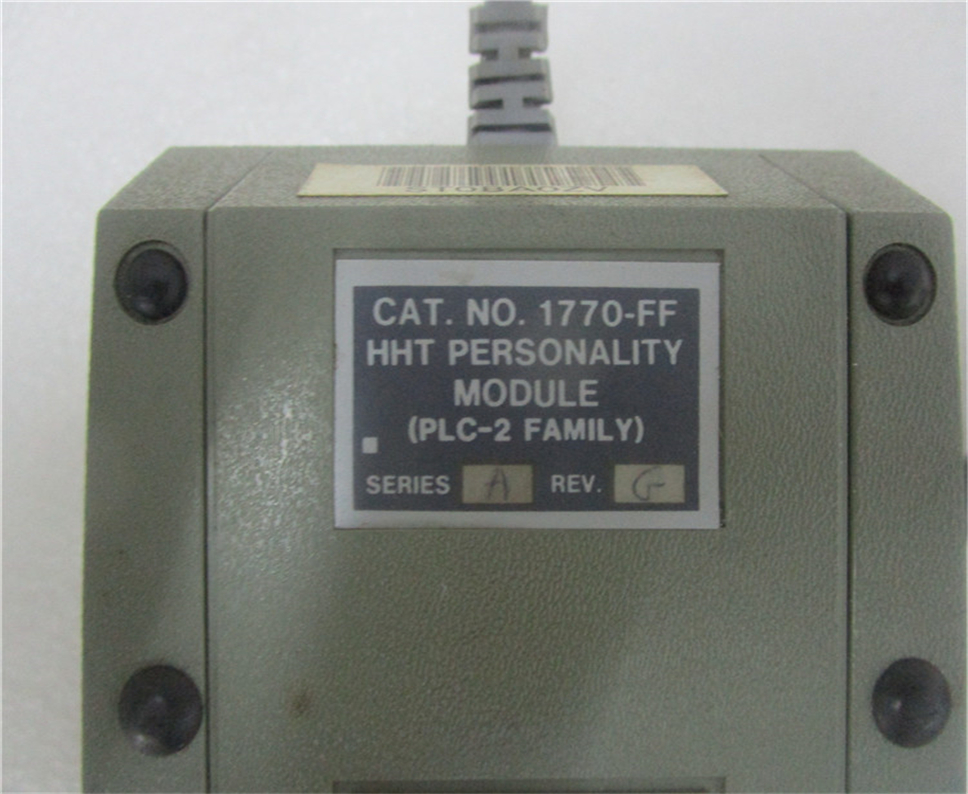 CAT. NO. 1770-FF
HHT PERSONALITY
MODULE
(PLC-2 FAMILY)
SERIES A REV. G